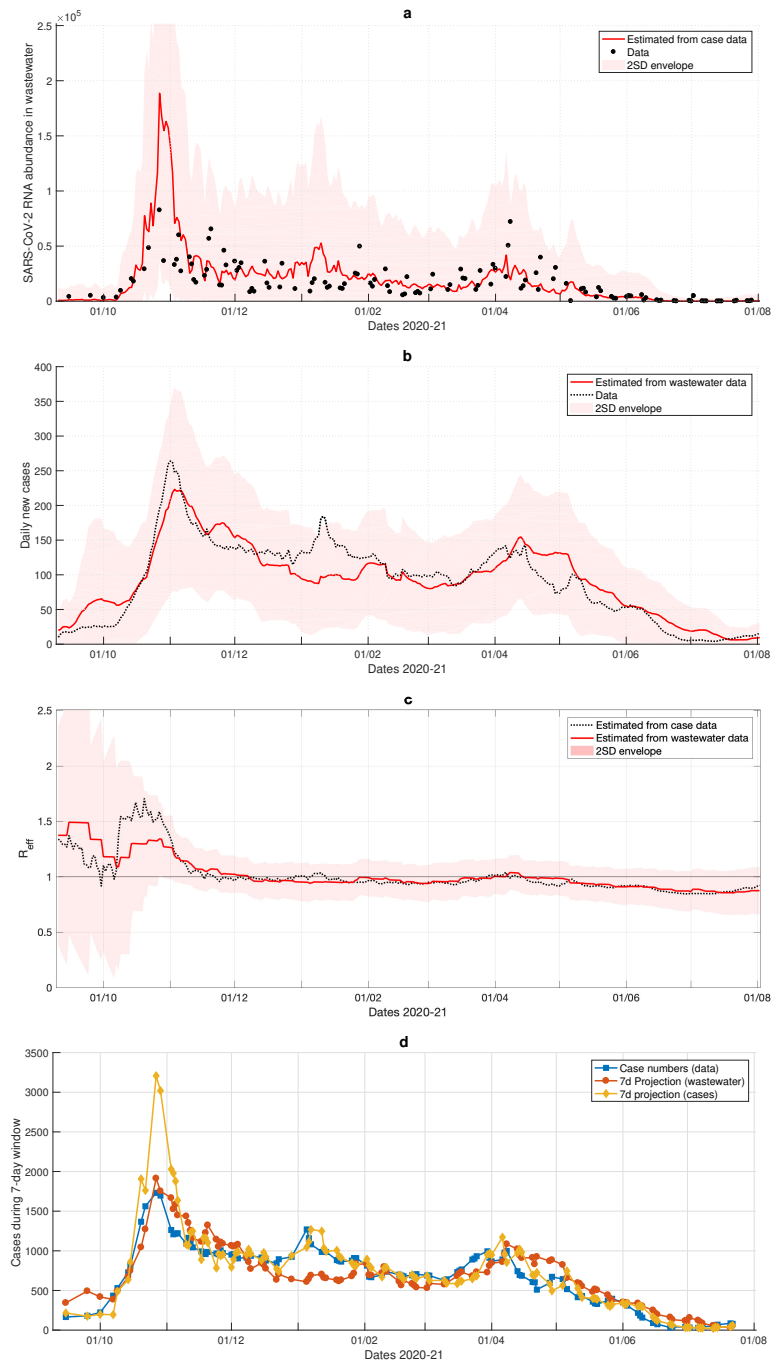 a
×10⁵
2.5
2
1.5
1
0.5
0
SARS-CoV-2 RNA abundance in wastewater
Estimated from case data
Data
2SD envelope
01/10
01/12
01/02
01/04
01/06
01/08
Dates 2020-21
b
400
350
300
250
200
150
100
50
0
Daily new cases
Estimated from wastewater data
Data
2SD envelope
01/10
01/12
01/02
01/04
01/06
01/08
Dates 2020-21
c
2.5
2
1.5
1
0.5
0
R_eff
Estimated from case data
Estimated from wastewater data
2SD envelope
01/10
01/12
01/02
01/04
01/06
01/08
Dates 2020-21
d
3500
3000
2500
2000
1500
1000
500
0
Cases during 7-day window
Case numbers (data)
7d Projection (wastewater)
7d projection (cases)
01/10
01/12
01/02
01/04
01/06
01/08
Dates 2020-21